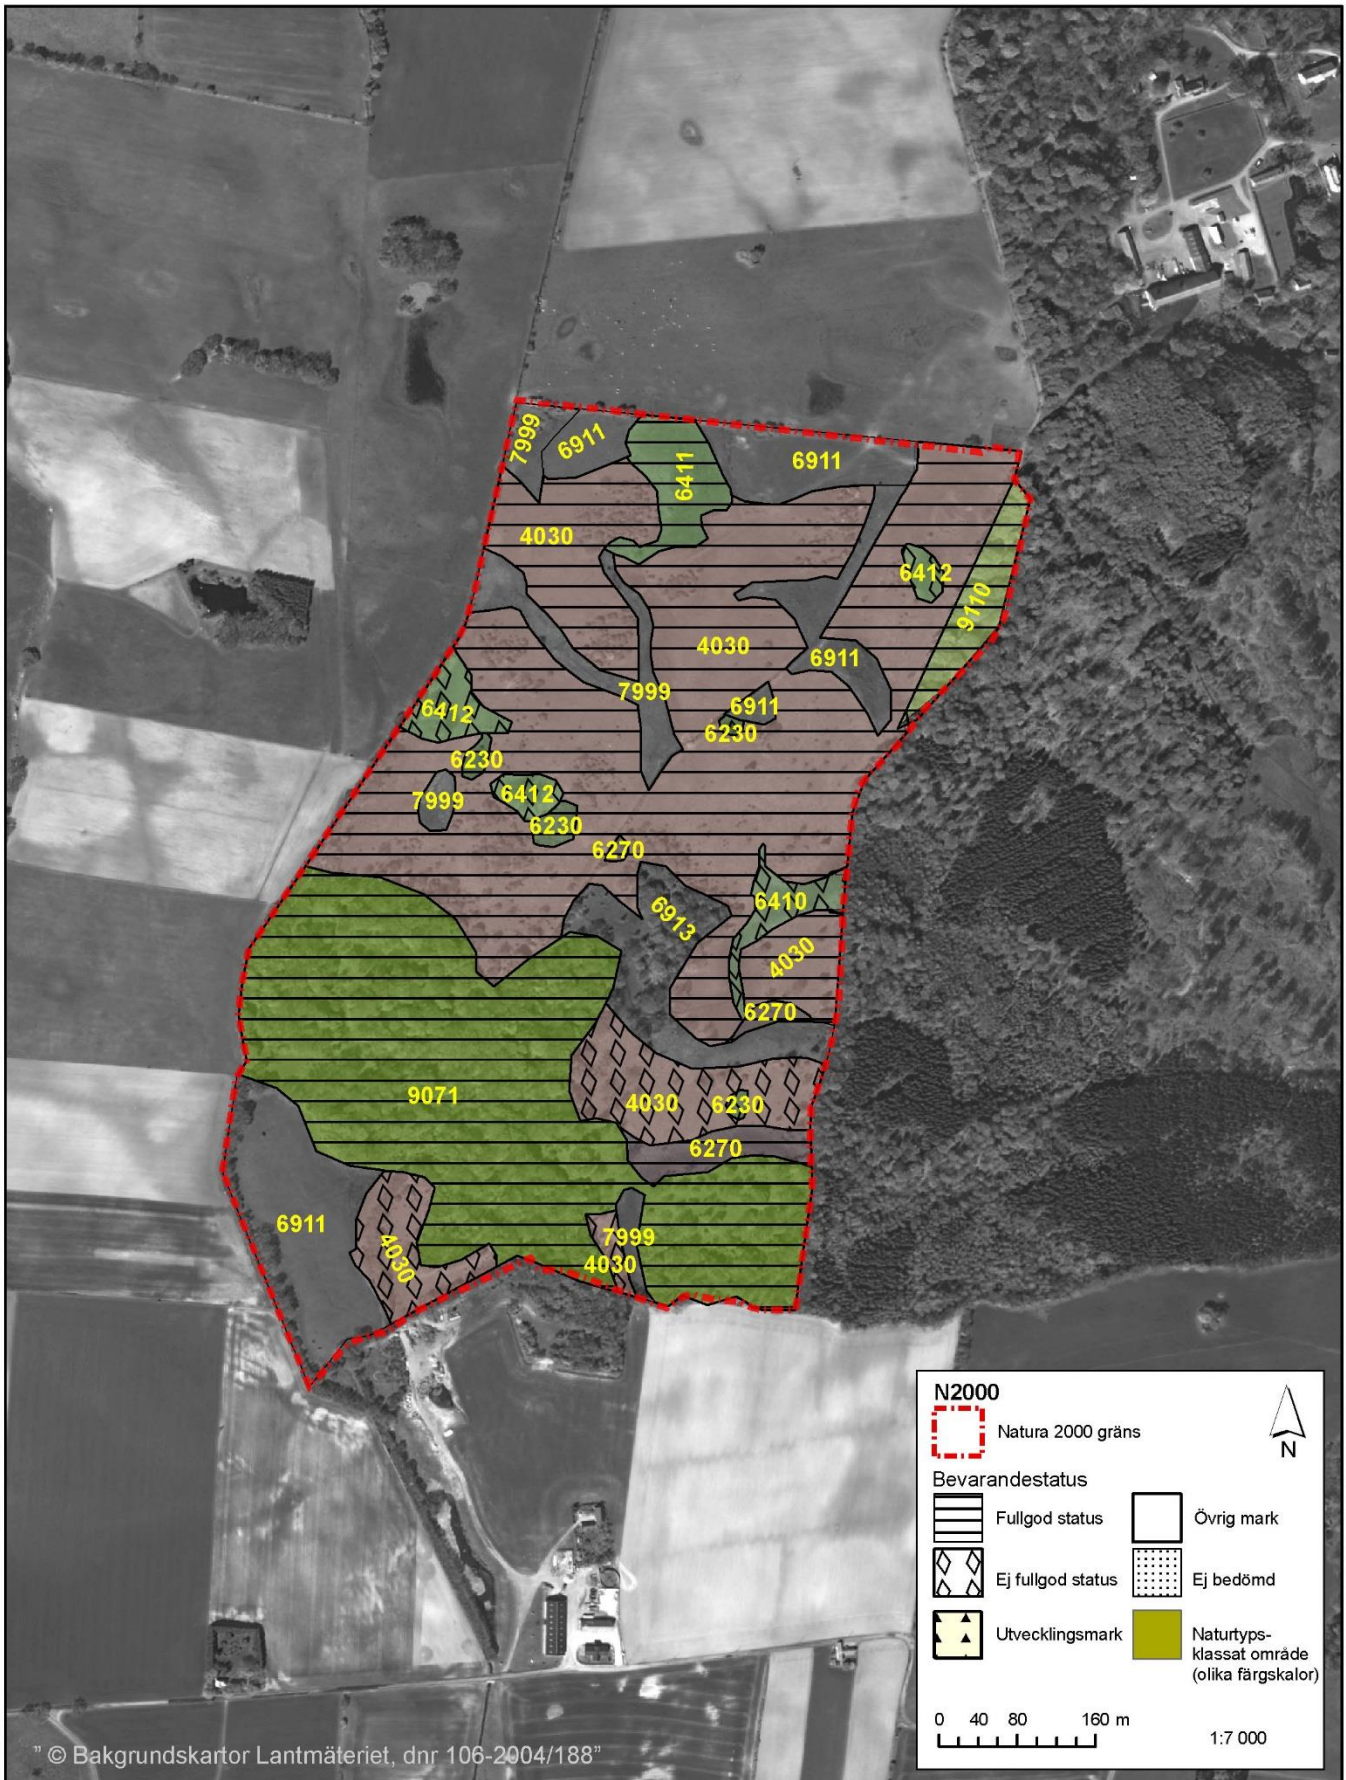 7999
6911
6411
6911
4030
6412
9110
4030
6911
7999
6911
6412
6230
6230
7999
6412
6230
6270
6410
6913
4030
6270
9071
4030
6230
6270
6911
4030
7999
4030
N2000
Natura 2000 gräns
N
Bevarandestatus
Fullgod status
Övrig mark
Ej fullgod status
Ej bedömd
Utvecklingsmark
Naturtyps-
klassat område
(olika färgskalor)
0 40 80 160 m
1:7 000
" © Bakgrundskartor Lantmäteriet, dnr 106-2004/188"